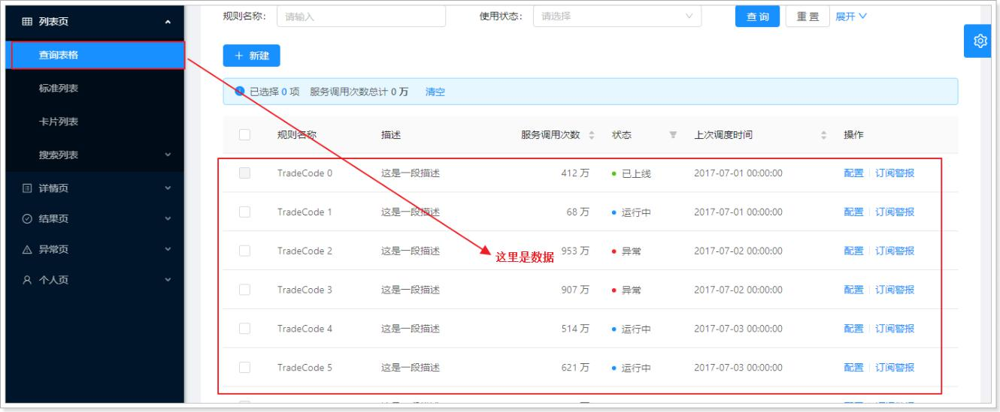 列表页
查询表格
标准列表
卡片列表
搜索列表
详情页
结果页
异常页
个人页
规则名称: 请输入 使用状态: 请选择 查 询 重 置 展开
+ 新建
已选择 0 项 服务调用次数总计 0 万 清空
规则名称 描述 服务调用次数 状态 上次调度时间 操作
TradeCode 0 这是一段描述 412 万 已上线 2017-07-01 00:00:00 配置 订阅警报
TradeCode 1 这是一段描述 68 万 运行中 2017-07-01 00:00:00 配置 订阅警报
TradeCode 2 这是一段描述 953 万 异常 2017-07-02 00:00:00 配置 订阅警报
这里是数据
TradeCode 3 这是一段描述 907 万 异常 2017-07-02 00:00:00 配置 订阅警报
TradeCode 4 这是一段描述 514 万 运行中 2017-07-03 00:00:00 配置 订阅警报
TradeCode 5 这是一段描述 621 万 运行中 2017-07-03 00:00:00 配置 订阅警报